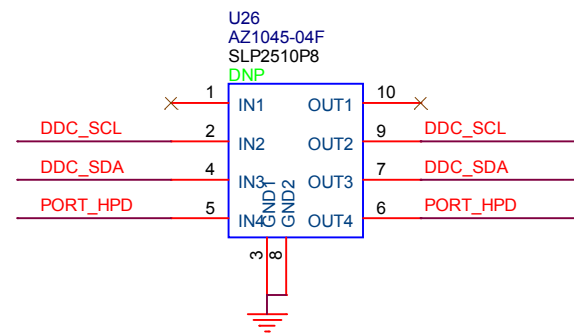 U26
AZ1045-04F
SLP2510P8
DNP
1 IN1 OUT1 10
DDC_SCL 2 IN2 OUT2 9 DDC_SCL
DDC_SDA 4 IN3 OUT3 7 DDC_SDA
PORT_HPD 5 IN4 OUT4 6 PORT_HPD
GND1 GND2
3 8